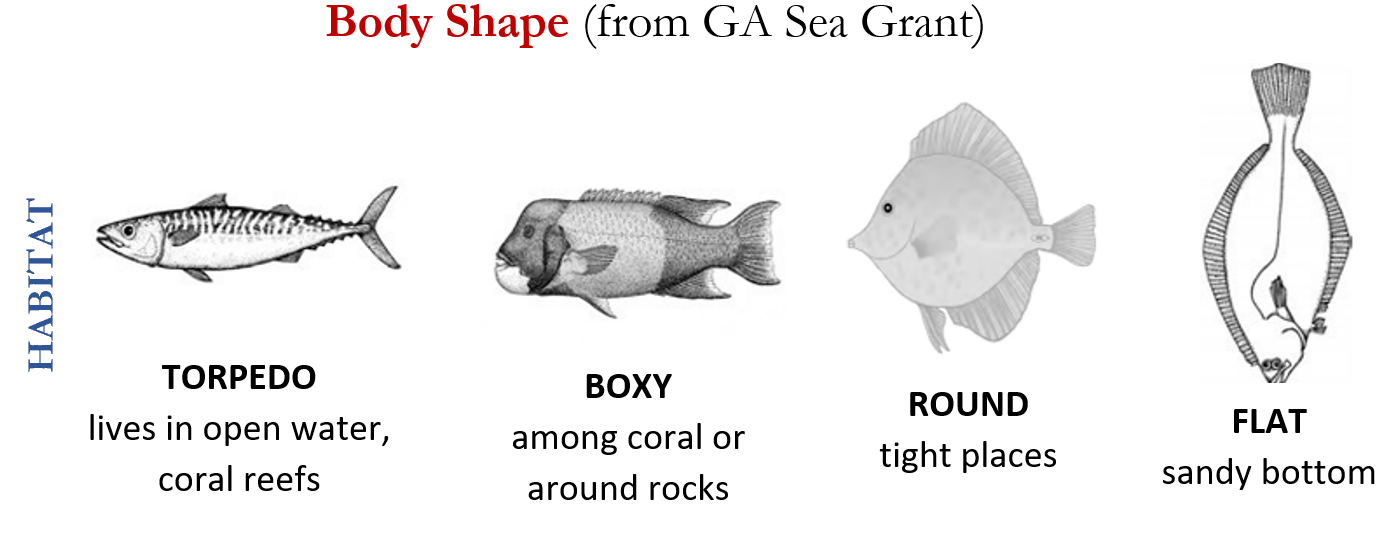 Body Shape (from GA Sea Grant)
HABITAT
TORPEDO
lives in open water,
coral reefs
BOXY
among coral or
around rocks
ROUND
tight places
FLAT
sandy bottom